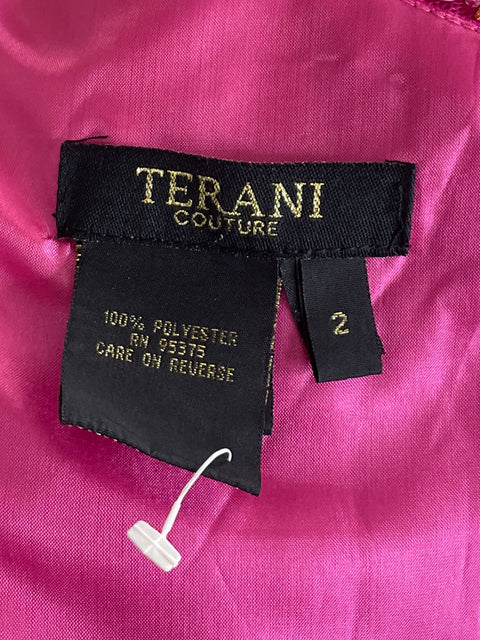 TERANI
COUTURE
100% POLYESTER
RN 95375
CARE ON REVERSE
2